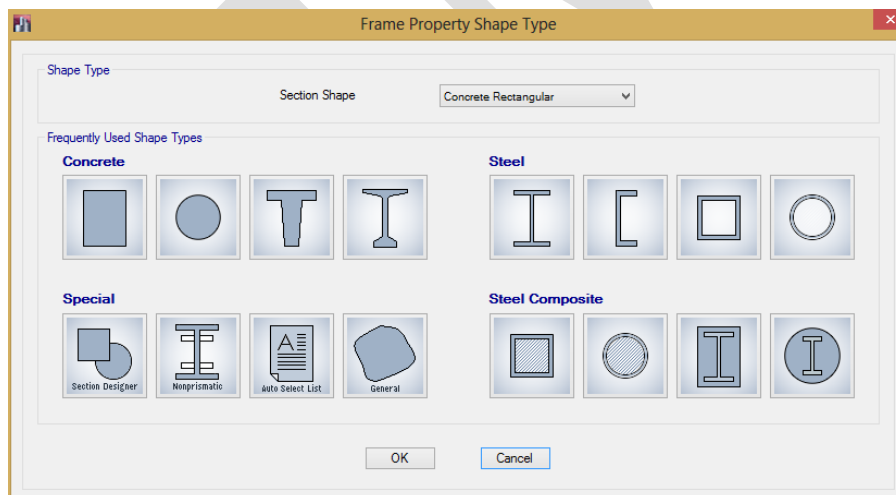 Frame Property Shape Type
Shape Type
Section Shape
Concrete Rectangular
Frequently Used Shape Types
Concrete
Steel
Special
Steel Composite
Section Designer
Nonprismatic
A
Auto Select List
General
OK
Cancel